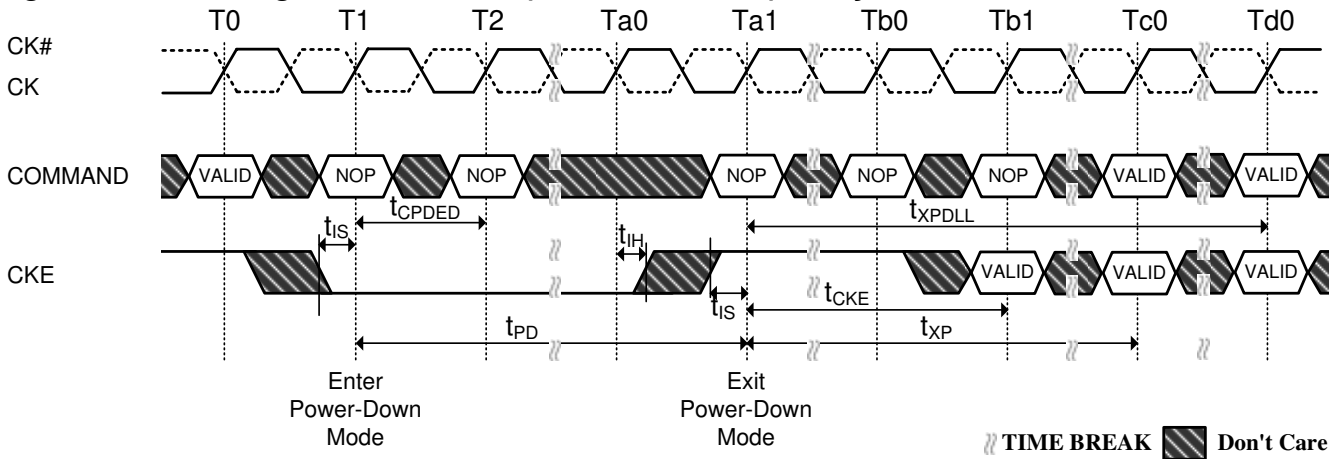 T0 T1 T2 Ta0 Ta1 Tb0 Tb1 Tc0 Td0
CK#
CK
COMMAND VALID NOP NOP NOP NOP NOP VALID VALID
tCPDED tXPDLL
tIS tIH
CKE VALID VALID VALID
tIS tCKE
tPD tXP
Enter
Power-Down
Mode
Exit
Power-Down
Mode
TIME BREAK Don't Care